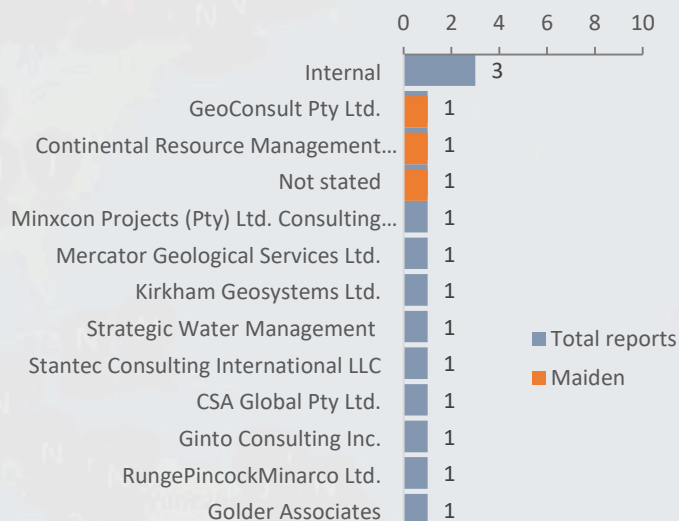 0 2 4 6 8 10
Internal 3
GeoConsult Pty Ltd. 1
Continental Resource Management... 1
Not stated 1
Minxcon Projects (Pty) Ltd. Consulting... 1
Mercator Geological Services Ltd. 1
Kirkham Geosystems Ltd. 1
Strategic Water Management 1
Stantec Consulting International LLC 1
CSA Global Pty Ltd. 1
Ginto Consulting Inc. 1
RungePincockMinarco Ltd. 1
Golder Associates 1
Total reports
Maiden